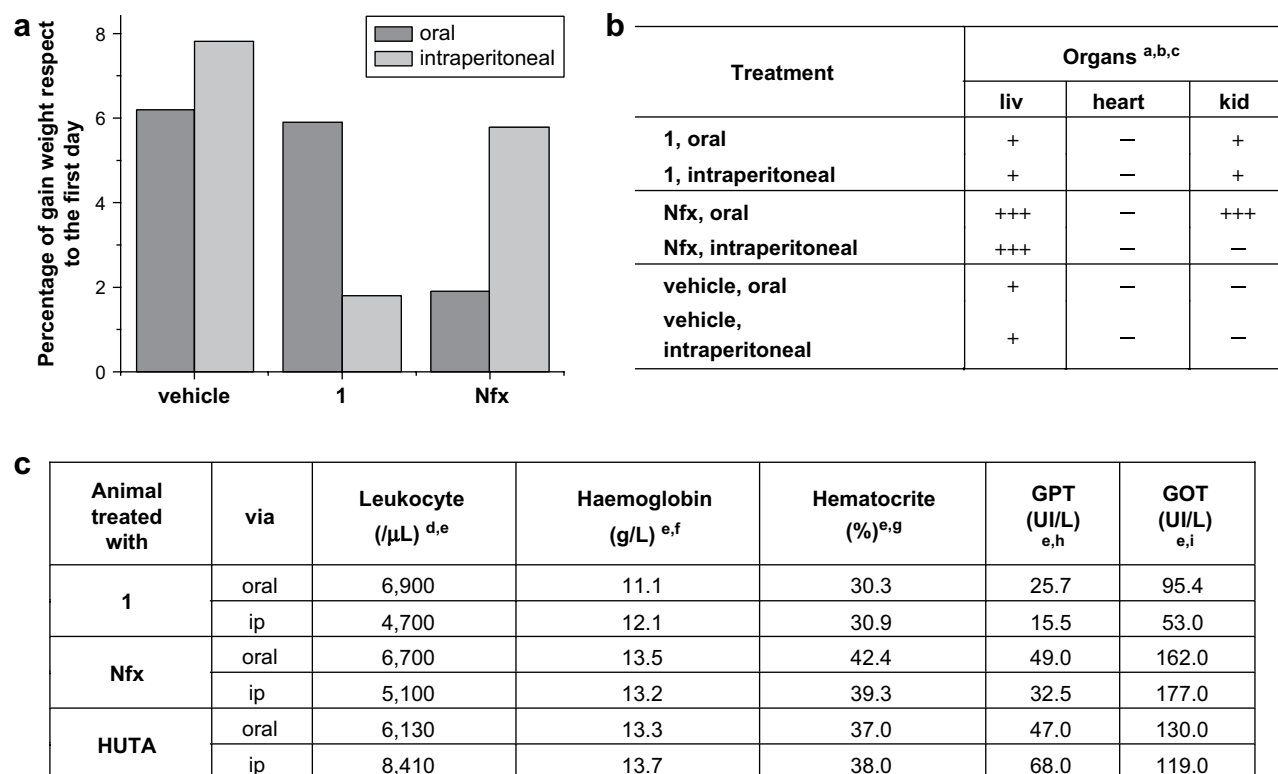 a
Percentage of gain weight respect
to the first day
8
6
4
2
0
oral
intraperitoneal
vehicle 1 Nfx
b
Treatment Organs a,b,c
liv heart kid
1, oral + – +
1, intraperitoneal + – +
Nfx, oral +++ – +++
Nfx, intraperitoneal +++ – –
vehicle, oral + – –
vehicle,
intraperitoneal + – –
c
Animal treated with via Leukocyte (/μL) d,e Haemoglobin (g/L) e,f Hematocrite (%)e,g GPT (UI/L) e,h GOT (UI/L) e,i
1 oral 6,900 11.1 30.3 25.7 95.4
ip 4,700 12.1 30.9 15.5 53.0
Nfx oral 6,700 13.5 42.4 49.0 162.0
ip 5,100 13.2 39.3 32.5 177.0
HUTA oral 6,130 13.3 37.0 47.0 130.0
ip 8,410 13.7 38.0 68.0 119.0